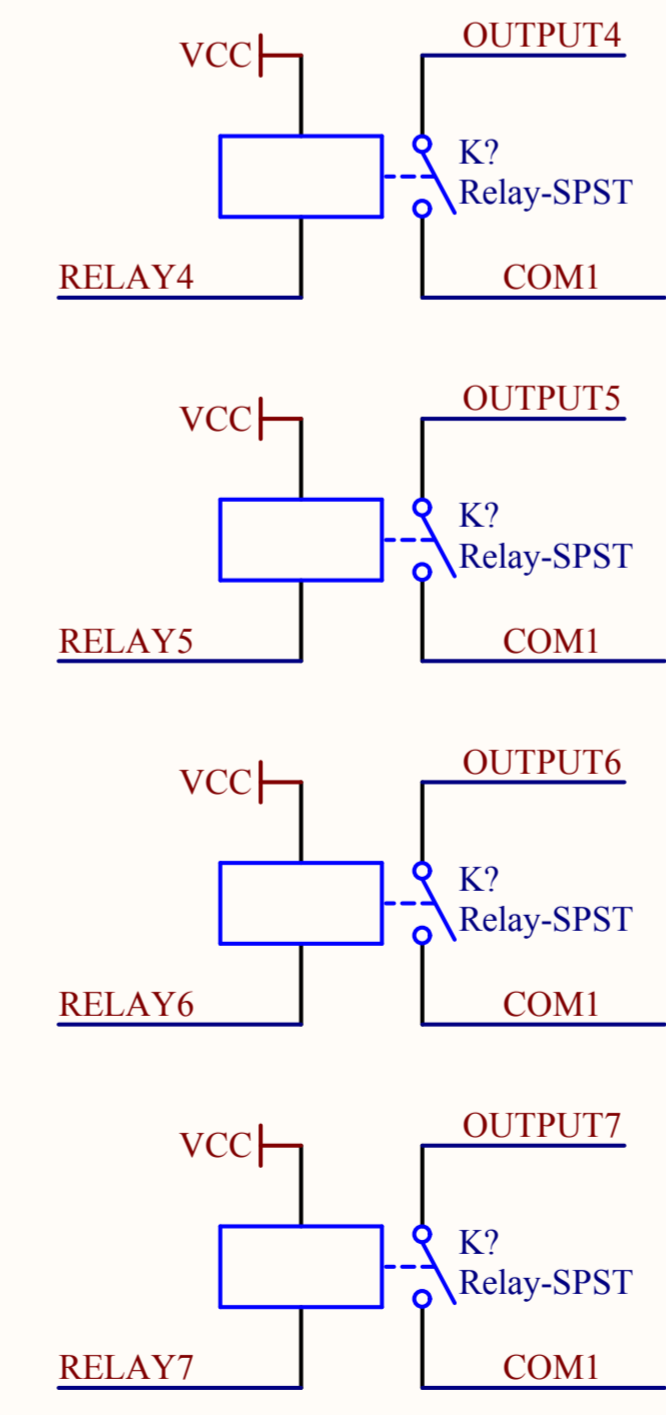 OUTPUT4
VCC
K?
Relay-SPST
RELAY4
COM1
OUTPUT5
VCC
K?
Relay-SPST
RELAY5
COM1
OUTPUT6
VCC
K?
Relay-SPST
RELAY6
COM1
OUTPUT7
VCC
K?
Relay-SPST
RELAY7
COM1